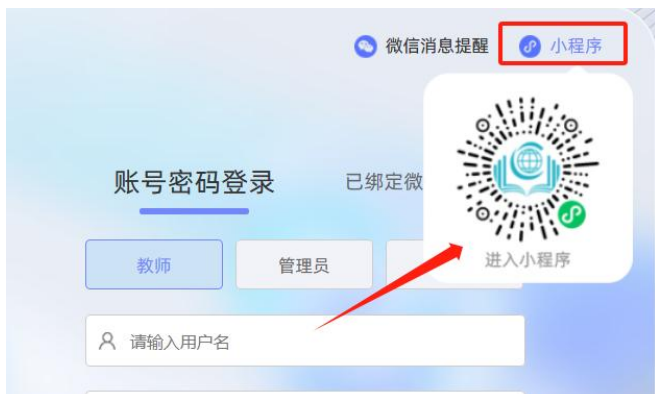 微信消息提醒 小程序
账号密码登录 已绑定微
进入小程序
教师 管理员
请输入用户名